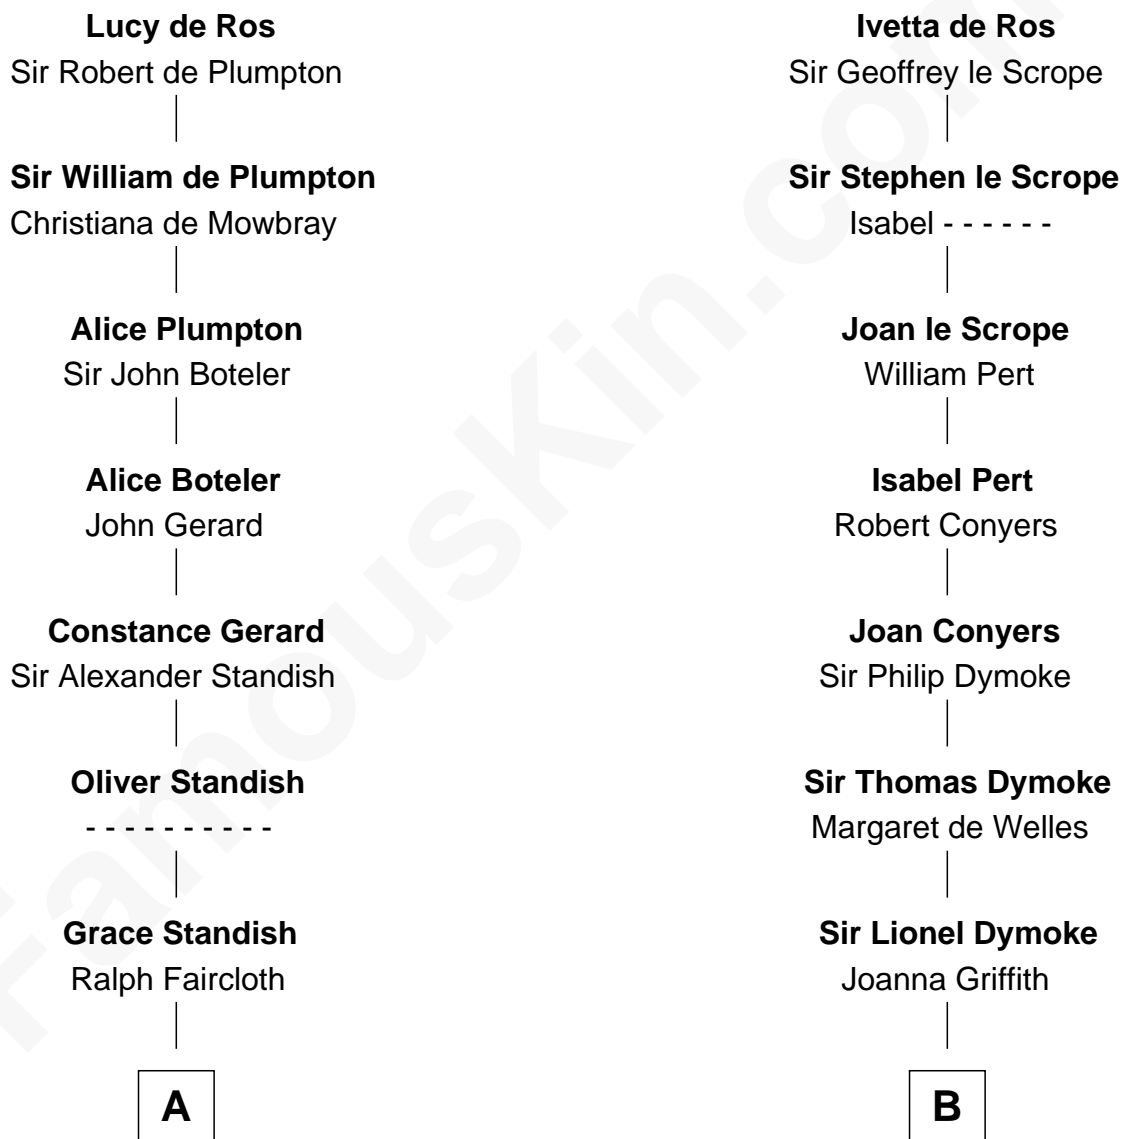 Lucy de Ros
Sir Robert de Plumpton
Sir William de Plumpton
Christiana de Mowbray
Alice Plumpton
Sir John Boteler
Alice Boteler
John Gerard
Constance Gerard
Sir Alexander Standish
Oliver Standish
- - - - - - - - - -
Grace Standish
Ralph Faircloth
A
Ivetta de Ros
Sir Geoffrey le Scrope
Sir Stephen le Scrope
Isabel - - - - - -
Joan le Scrope
William Pert
Isabel Pert
Robert Conyers
Joan Conyers
Sir Philip Dymoke
Sir Thomas Dymoke
Margaret de Welles
Sir Lionel Dymoke
Joanna Griffith
B
FamousKin.com